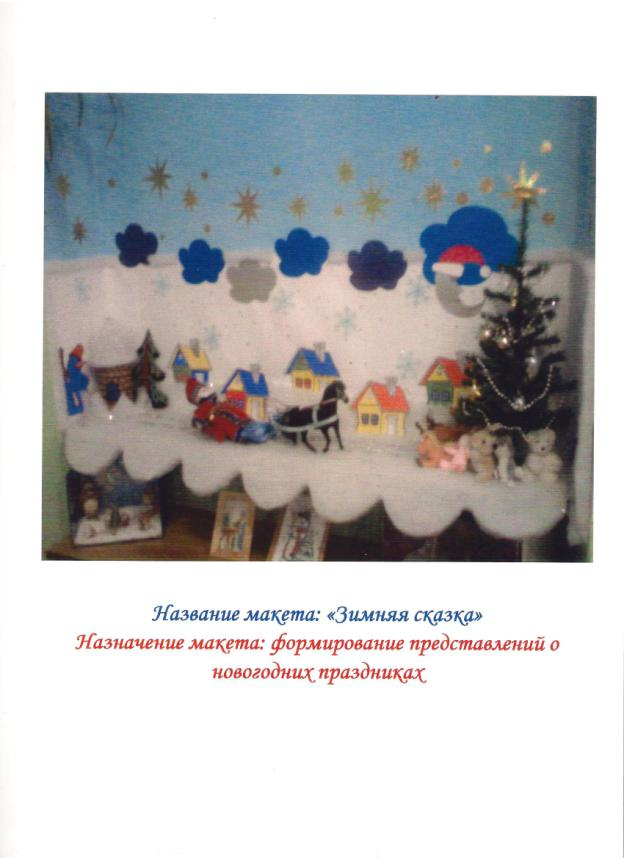 Название макета: «Зимняя сказка»
Назначение макета: формирование представлений о
новогодних праздниках